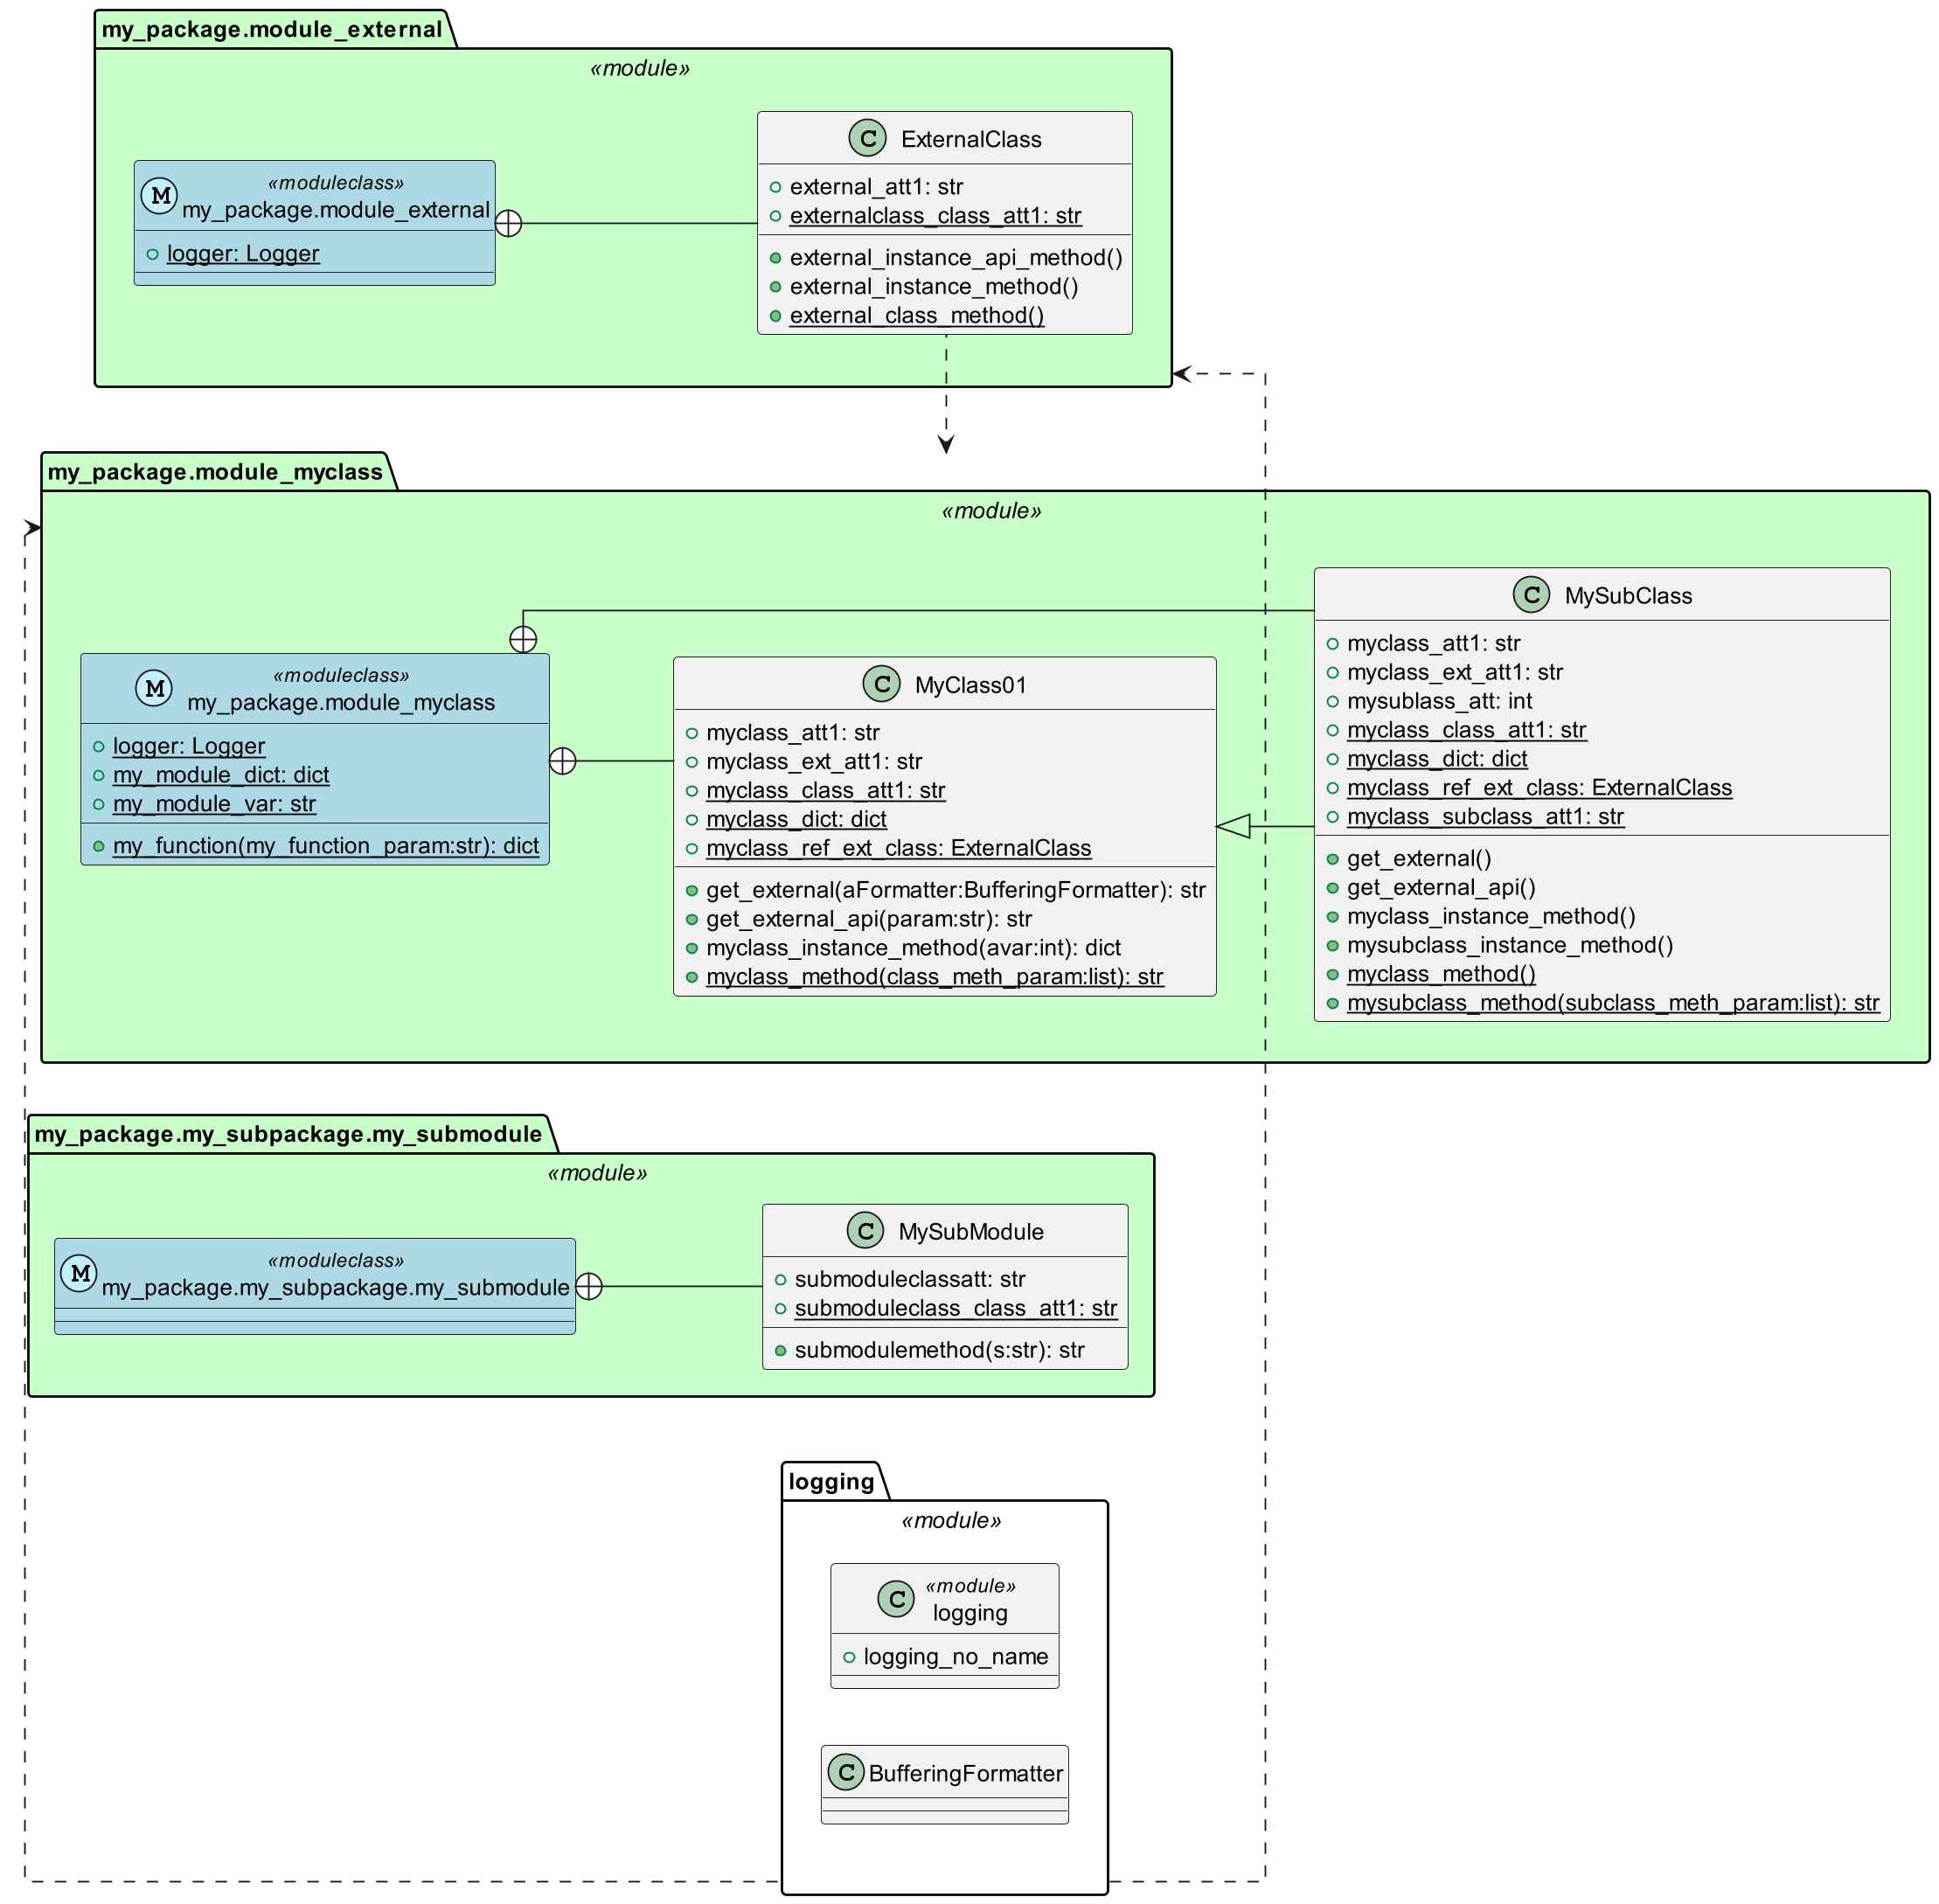 my_package.module_external
«module»
M
«moduleclass»
my_package.module_external
logger: Logger
C
ExternalClass
external_att1: str
externalclass_class_att1: str
external_instance_api_method()
external_instance_method()
external_class_method()
my_package.module_myclass
«module»
M
«moduleclass»
my_package.module_myclass
logger: Logger
my_module_dict: dict
my_module_var: str
my_function(my_function_param:str): dict
C
MyClass01
myclass_att1: str
myclass_ext_att1: str
myclass_class_att1: str
myclass_dict: dict
myclass_ref_ext_class: ExternalClass
get_external(aFormatter:BufferingFormatter): str
get_external_api(param:str): str
myclass_instance_method(avar:int): dict
myclass_method(class_meth_param:list): str
C
MySubClass
myclass_att1: str
myclass_ext_att1: str
mysublass_att: int
myclass_class_att1: str
myclass_dict: dict
myclass_ref_ext_class: ExternalClass
myclass_subclass_att1: str
get_external()
get_external_api()
myclass_instance_method()
mysubclass_instance_method()
myclass_method()
mysubclass_method(subclass_meth_param:list): str
my_package.my_subpackage.my_submodule
«module»
M
«moduleclass»
my_package.my_subpackage.my_submodule
C
MySubModule
submoduleclassatt: str
submoduleclass_class_att1: str
submodulemethod(s:str): str
logging
«module»
C
«module»
logging
logging_no_name
C
BufferingFormatter